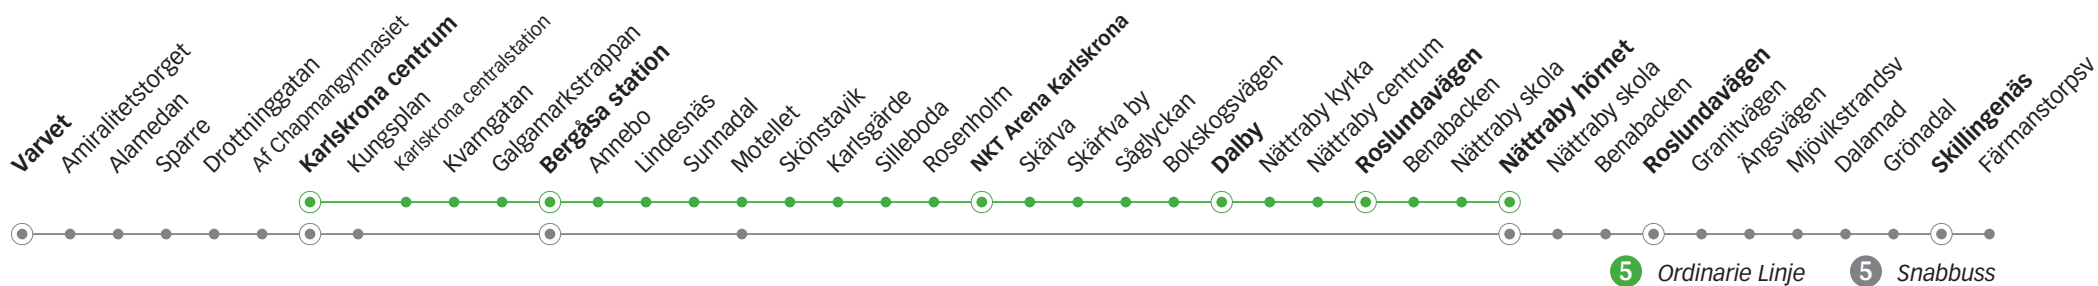 Varvet
Amiralitetstorget
Alamedan
Sparre
Drottninggatan
Af Chapmangymnasiet
Karlskrona centrum
Kungsplan
Karlskrona centralstation
Kvarngatan
Galgamarkstrappan
Bergåsa station
Annebo
Lindesnäs
Sunnadal
Motellet
Skönstavik
Karlsgärde
Silleboda
Rosenholm
NKT Arena Karlskrona
Skärva
Skärfva by
Såglyckan
Bokskogsvägen
Dalby
Nättraby kyrka
Nättraby centrum
Roslundavägen
Benabacken
Nättraby skola
Nättraby hörnet
Nättraby skola
Benabacken
Roslundavägen
Granitvägen
Ängsvägen
Mjövikstrandsv
Dalamad
Grönadal
Skillingenäs
Färmanstorpsv
5 Ordinarie Linje
5 Snabbuss